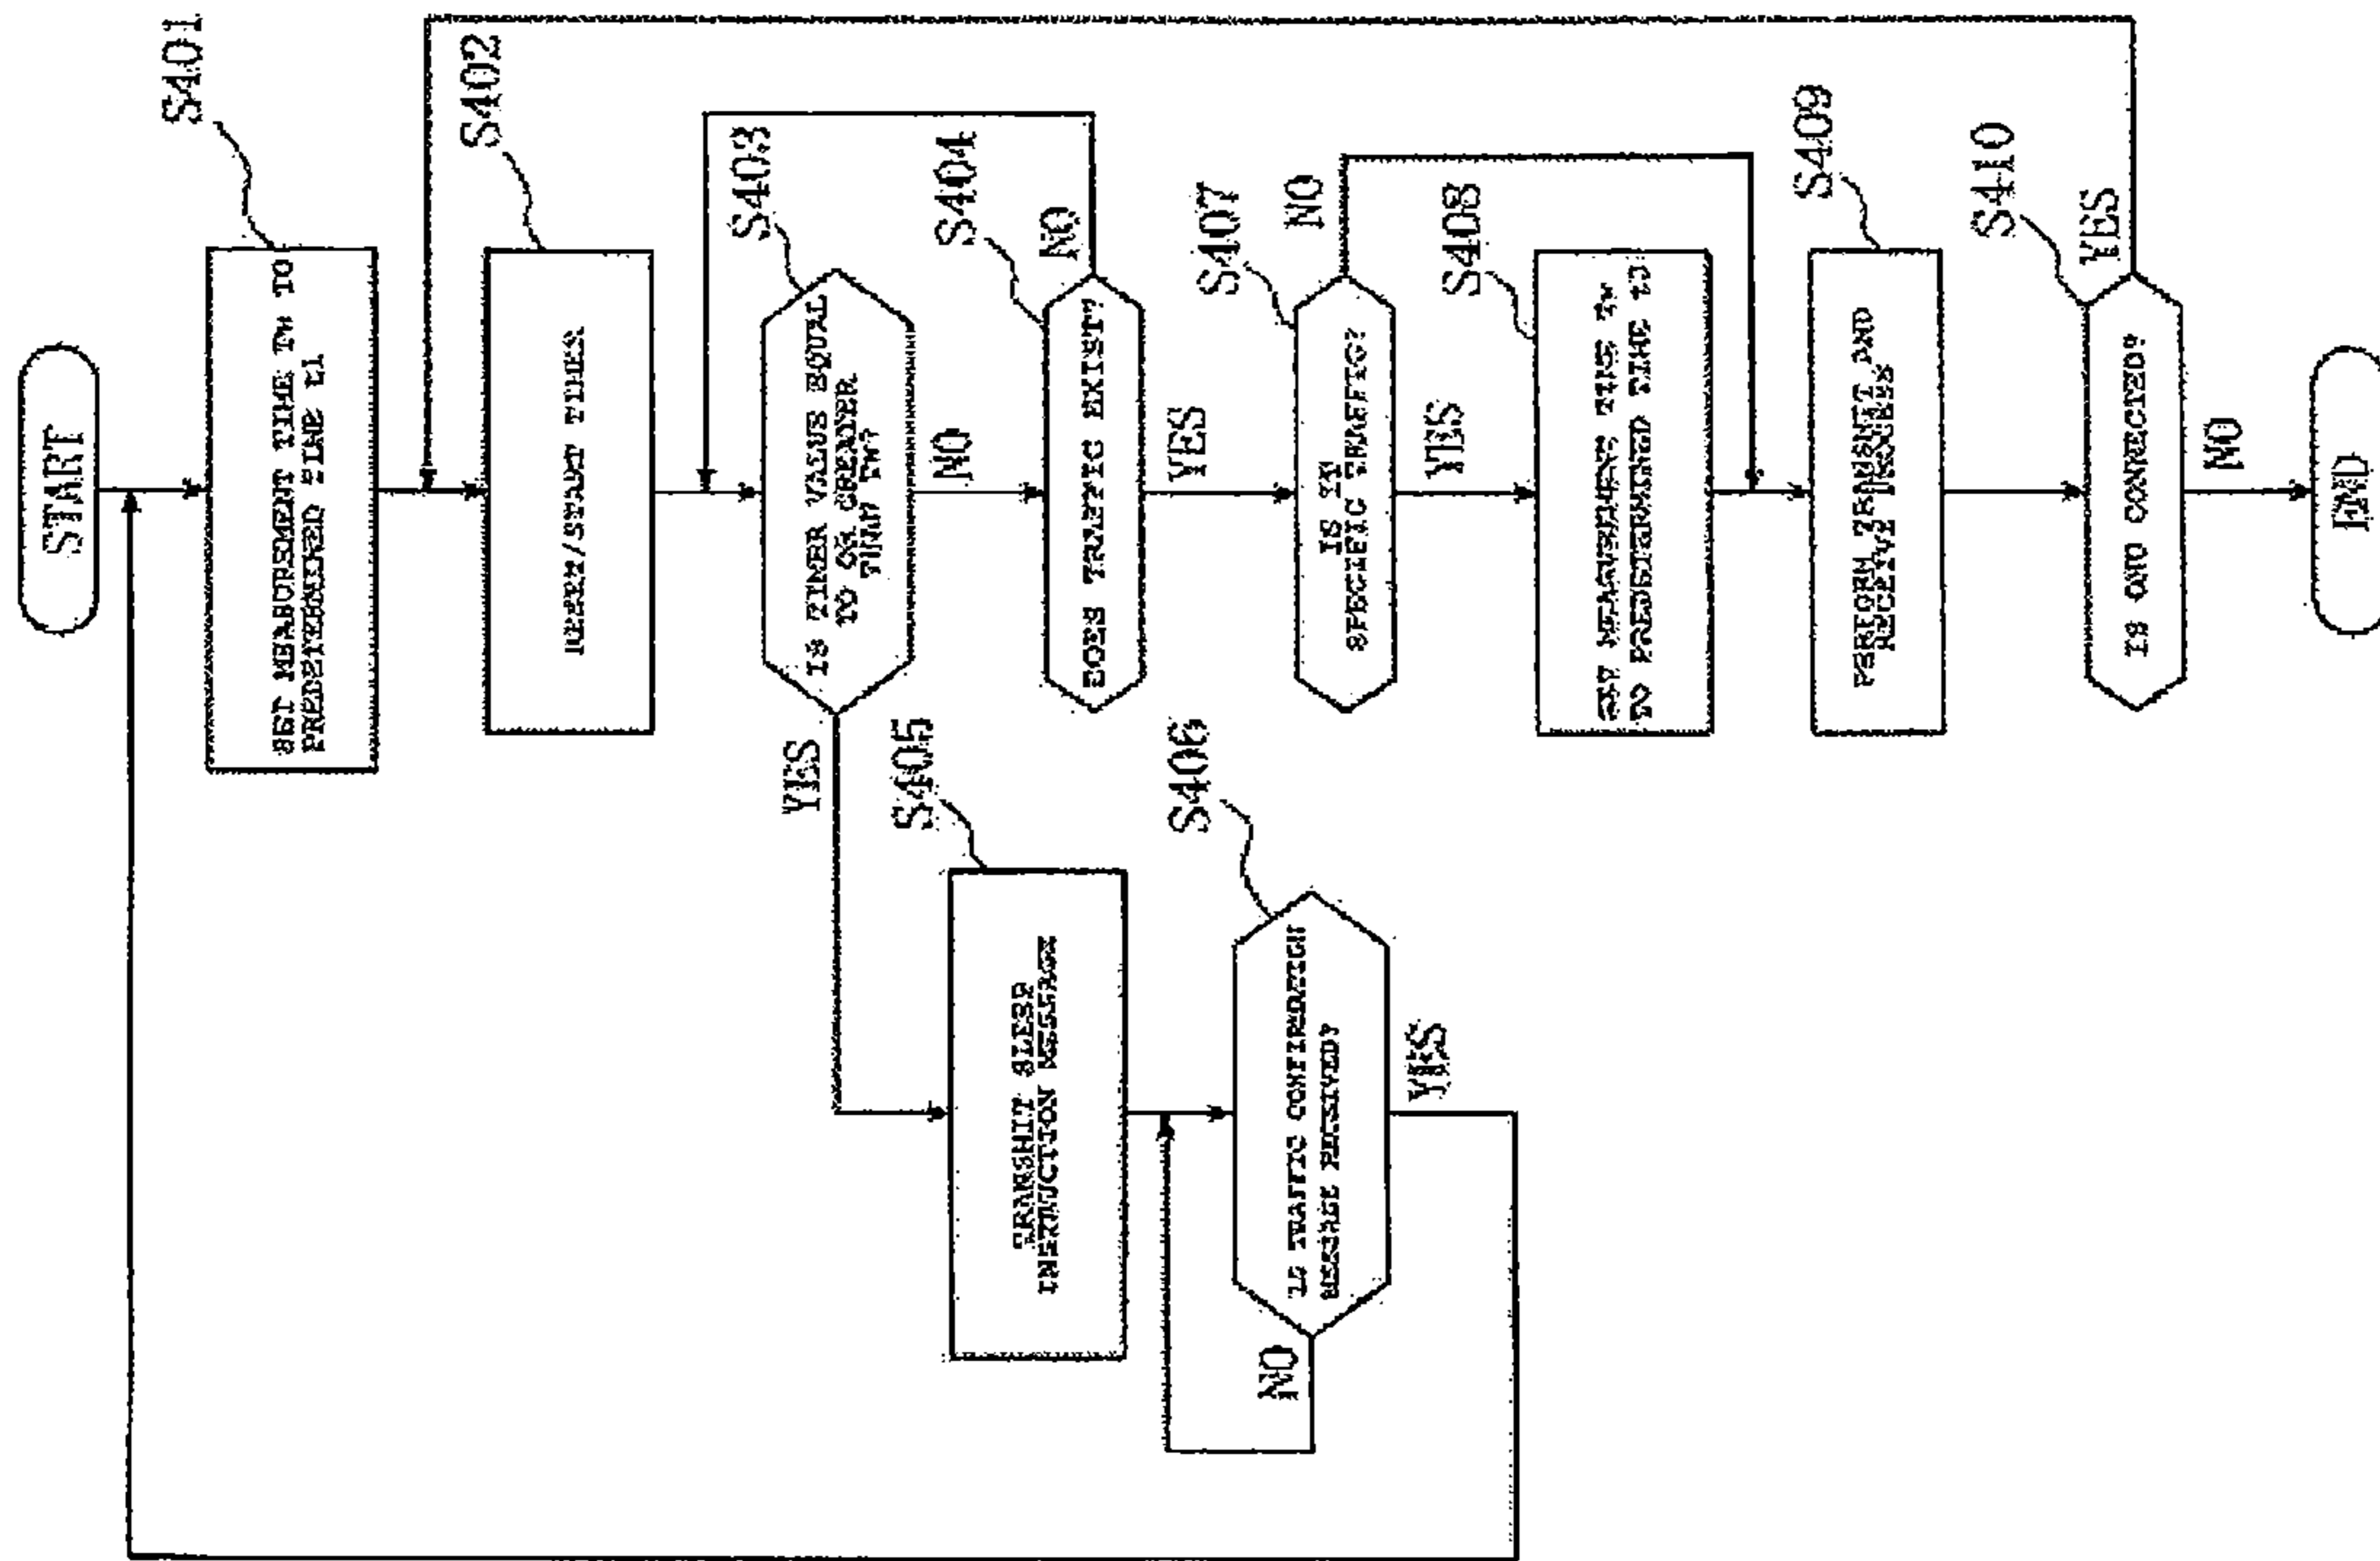 START
S401
SET MEASUREMENT TIME Tw TO
PREDETERMINED TIME t1
S402
RESET/START TIMER
S403
IS TIMER VALUE EQUAL
TO OR GREATER
THAN Tw?
YES
NO
S404
DOES TRAFFIC EXIST?
NO
YES
S405
TRANSMIT SLEEP
INSTRUCTION MESSAGE
S406
IS TRAFFIC CONFIRMATION
MESSAGE RECEIVED?
NO
YES
S407
IS IT
SPECIFIC TRAFFIC?
NO
YES
S408
SET MEASUREMENT TIME Tw
TO PREDETERMINED TIME t3
S409
PERFORM TRANSMIT AND
RECEIVE PROCESS
S410
IS CONNECTED?
YES
NO
END